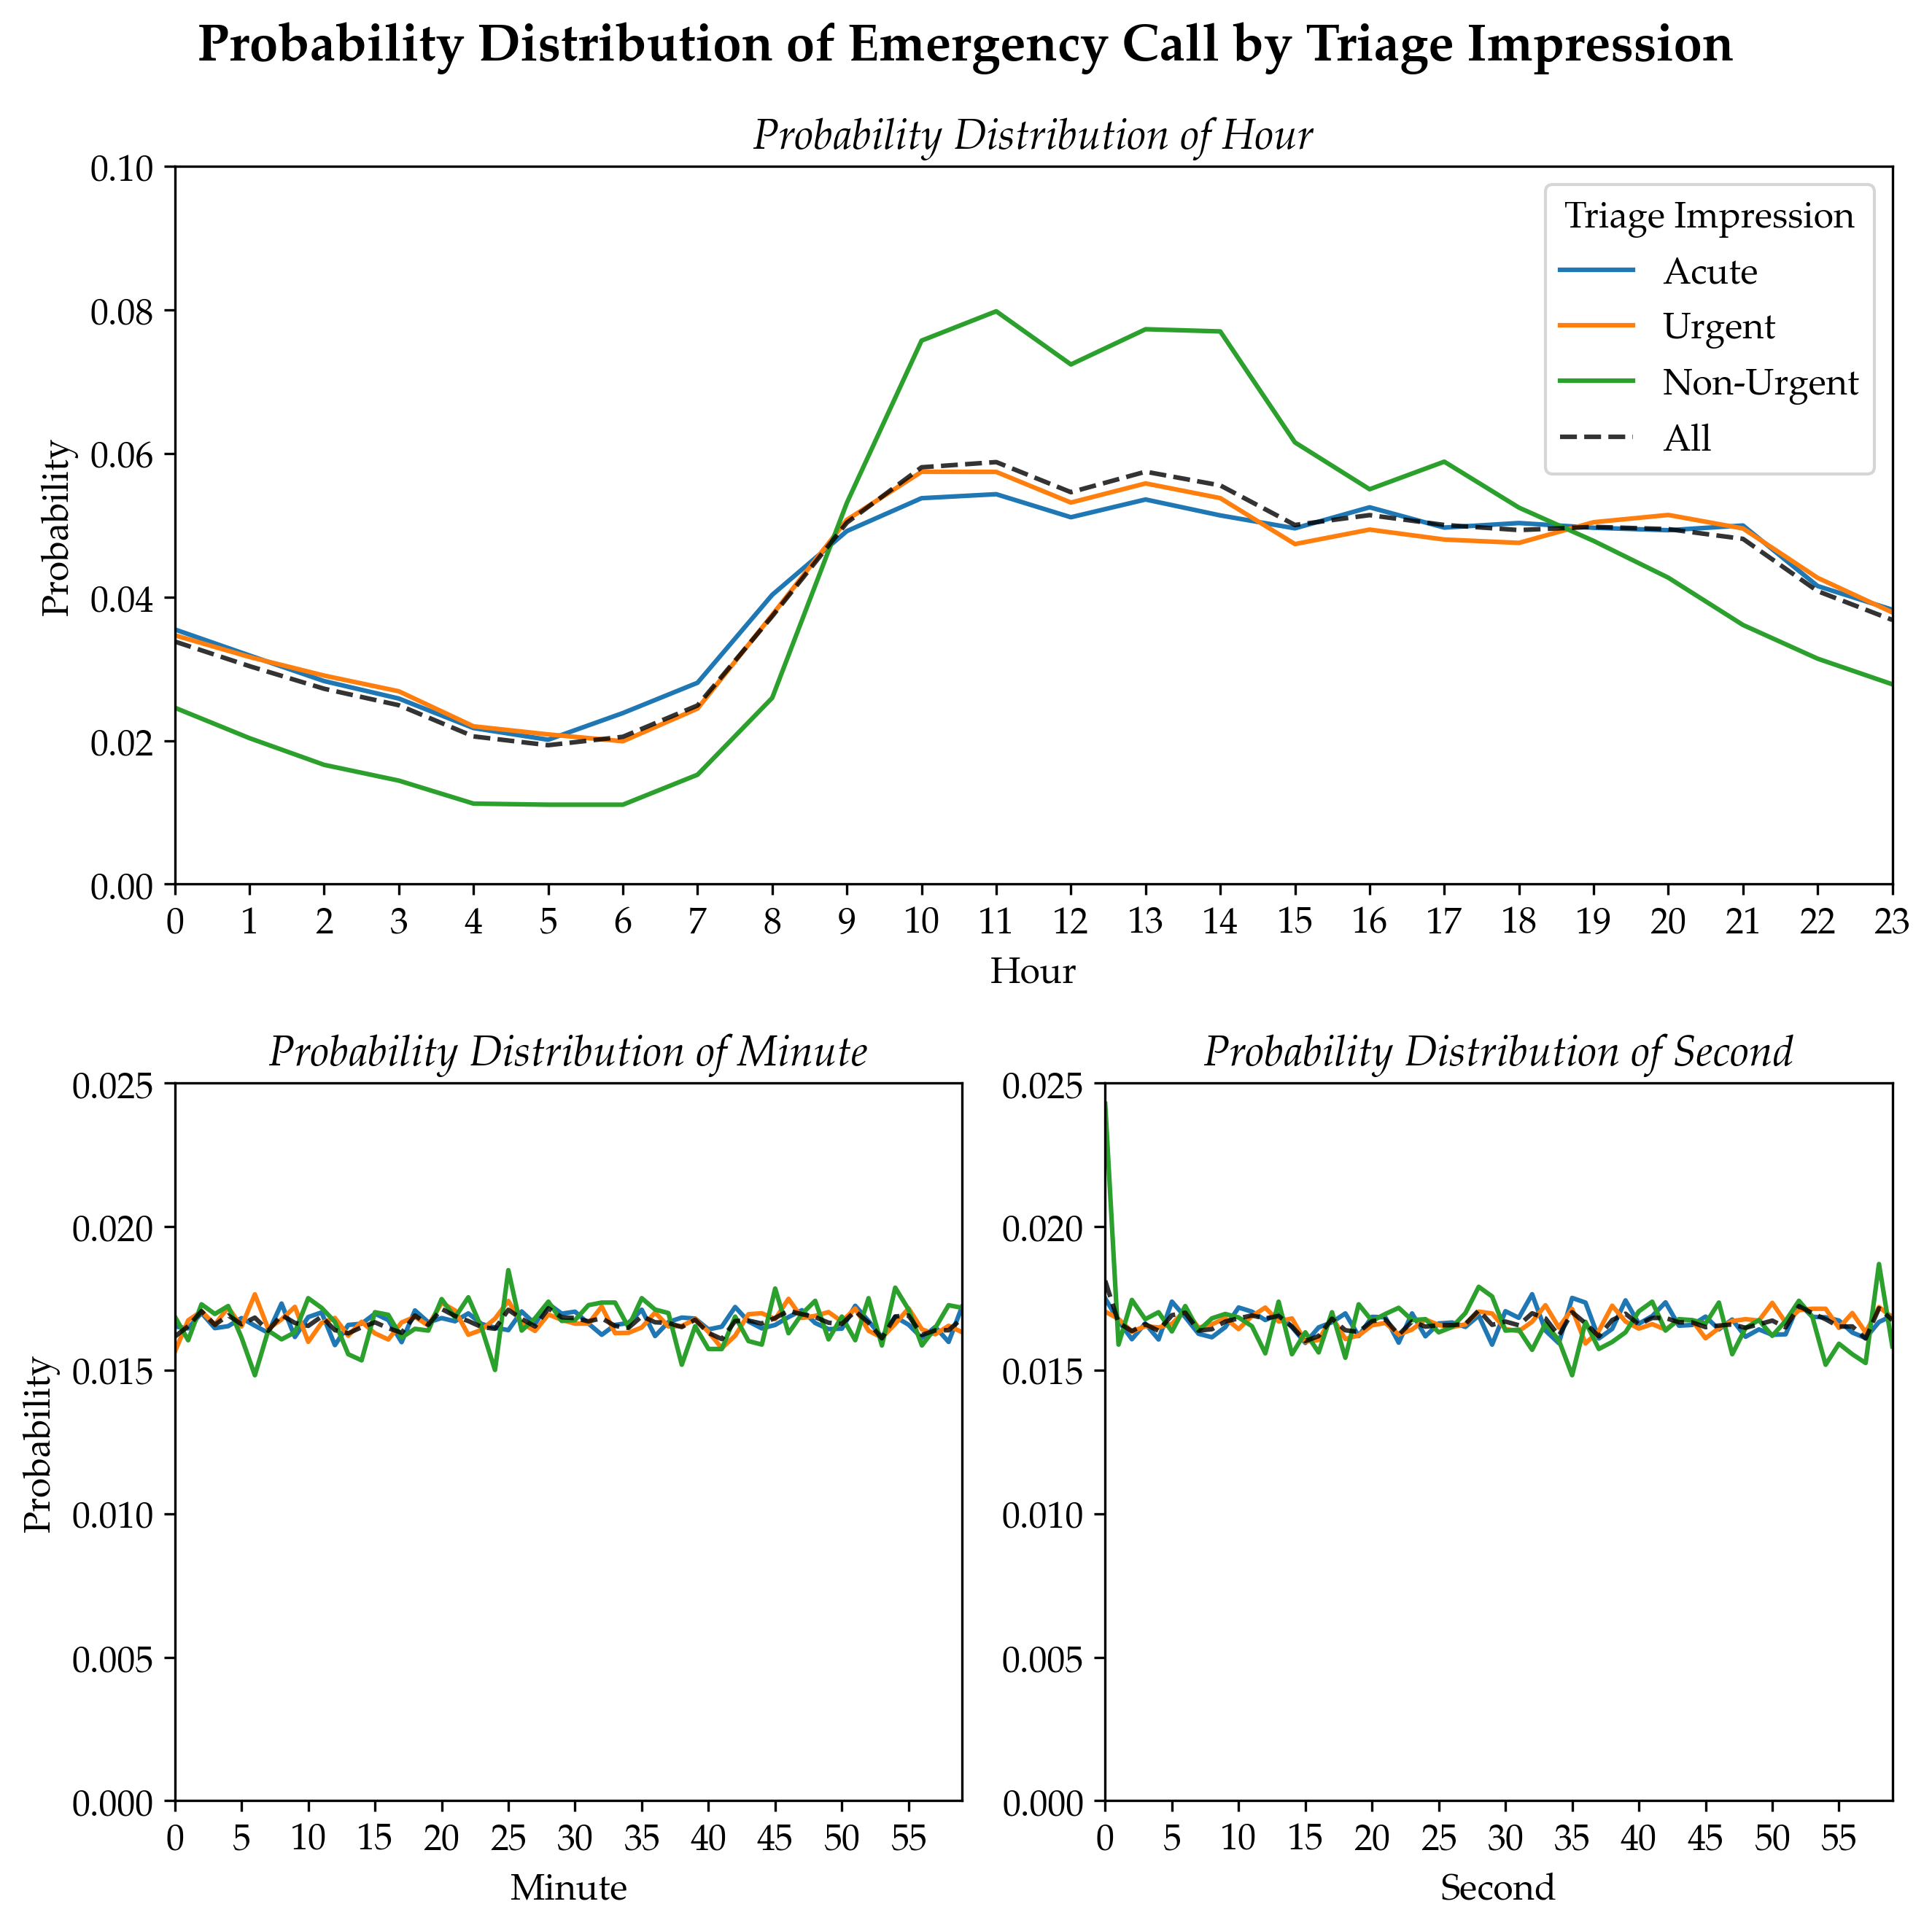 Probability Distribution of Emergency Call by Triage Impression
Probability Distribution of Hour
0.10
0.08
0.06
0.04
0.02
0.00
Probability
Triage Impression
Acute
Urgent
Non-Urgent
All
0 1 2 3 4 5 6 7 8 9 10 11 12 13 14 15 16 17 18 19 20 21 22 23
Hour
Probability Distribution of Minute
0.025
0.020
0.015
0.010
0.005
0.000
Probability
0 5 10 15 20 25 30 35 40 45 50 55
Minute
Probability Distribution of Second
0.025
0.020
0.015
0.010
0.005
0.000
0 5 10 15 20 25 30 35 40 45 50 55
Second